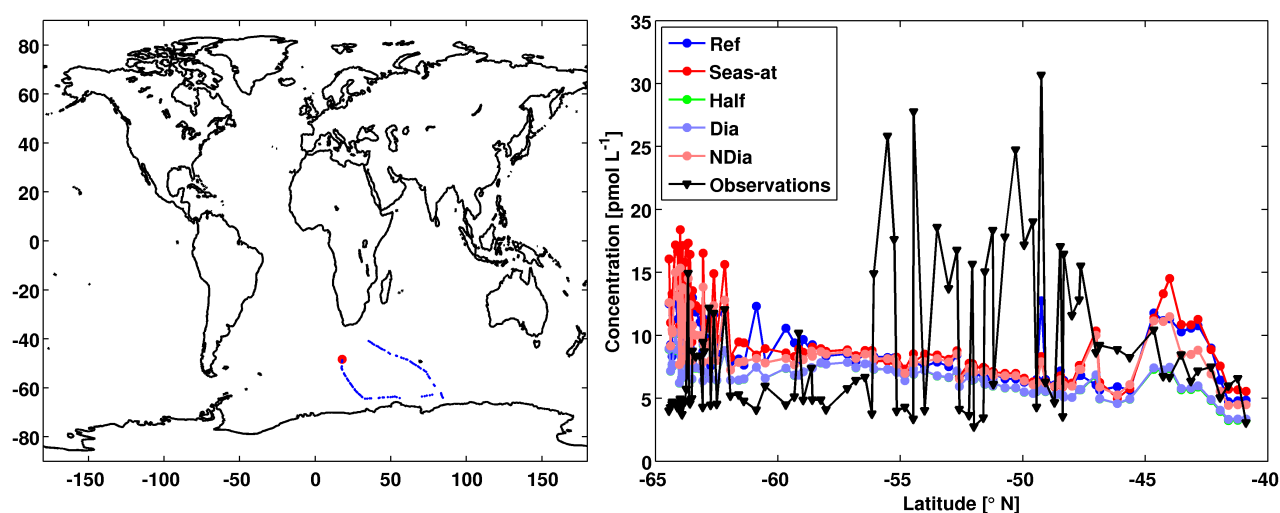 80
60
40
20
0
-20
-40
-60
-80
-150 -100 -50 0 50 100 150
Concentration [pmol L⁻¹]
35
30
25
20
15
10
5
0
Ref
Seas-at
Half
Dia
NDia
Observations
-65 -60 -55 -50 -45 -40
Latitude [° N]